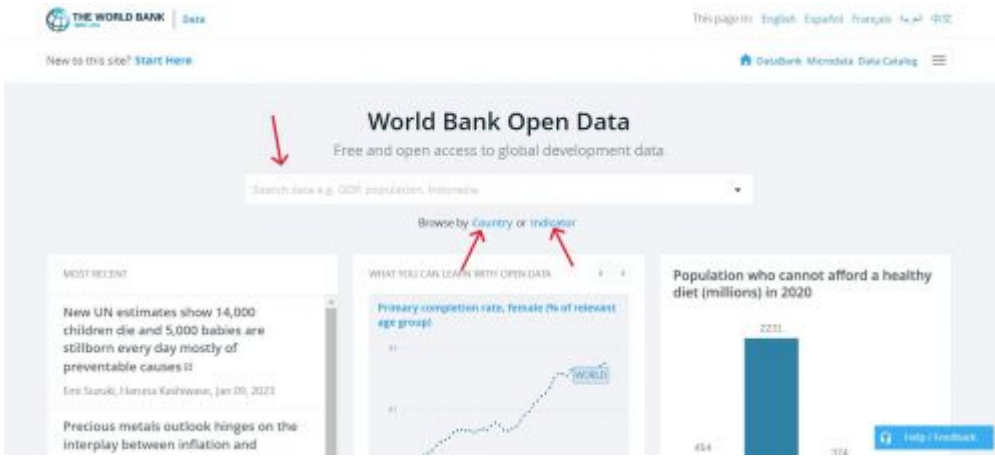 THE WORLD BANK Data
This page in: English Español Français 中文
New to this site? Start Here
DataBank Microdata Data Catalog
World Bank Open Data
Free and open access to global development data
Search data e.g. GDP, population, Indonesia
Browse by Country or Indicator
MOST RECENT
New UN estimates show 14,000
children die and 5,000 babies are
stillborn every day mostly of
preventable causes
Emi Suzuki, Haruna Kashiwase, Jan 09, 2023
Precious metals outlook hinges on the
interplay between inflation and
WHAT YOU CAN LEARN WITH OPEN DATA
Primary completion rate, female (% of relevant
age group)
WORLD
Population who cannot afford a healthy
diet (millions) in 2020
2231
454
374
Help / Feedback